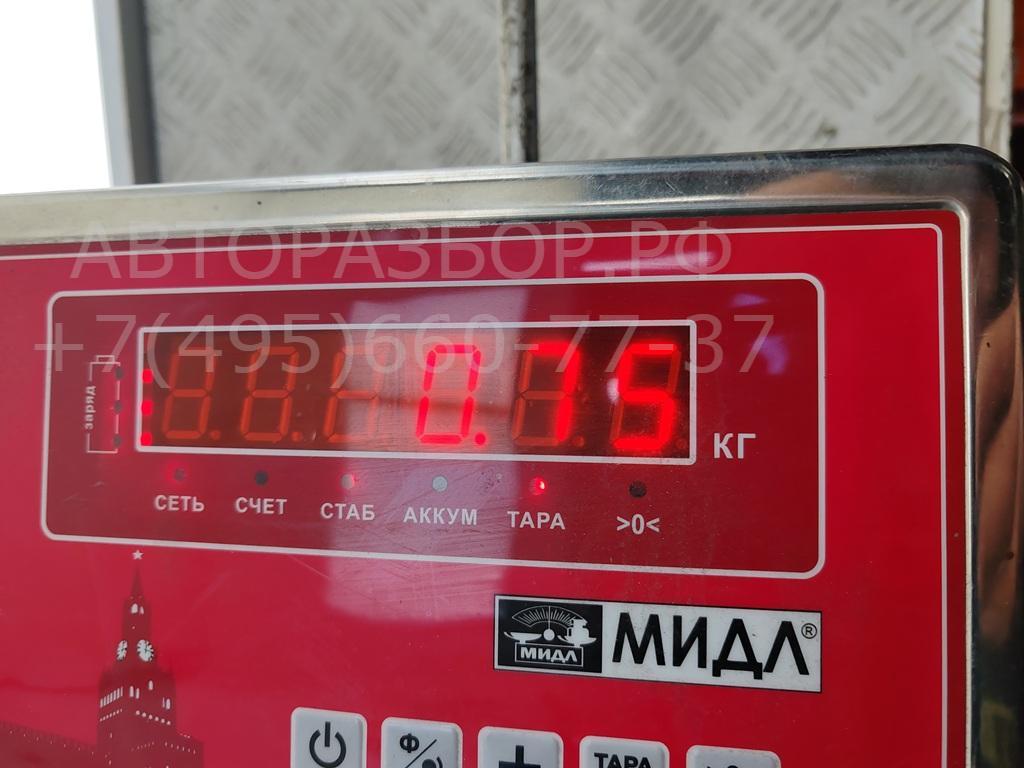 АВТОРАЗБОР.РФ
+7(495)660-77-37
заряд
0.15
КГ
СЕТЬ СЧЕТ СТАБ АККУМ ТАРА >0<
МИДЛ МИДЛ®
Ф
+
ТАРА